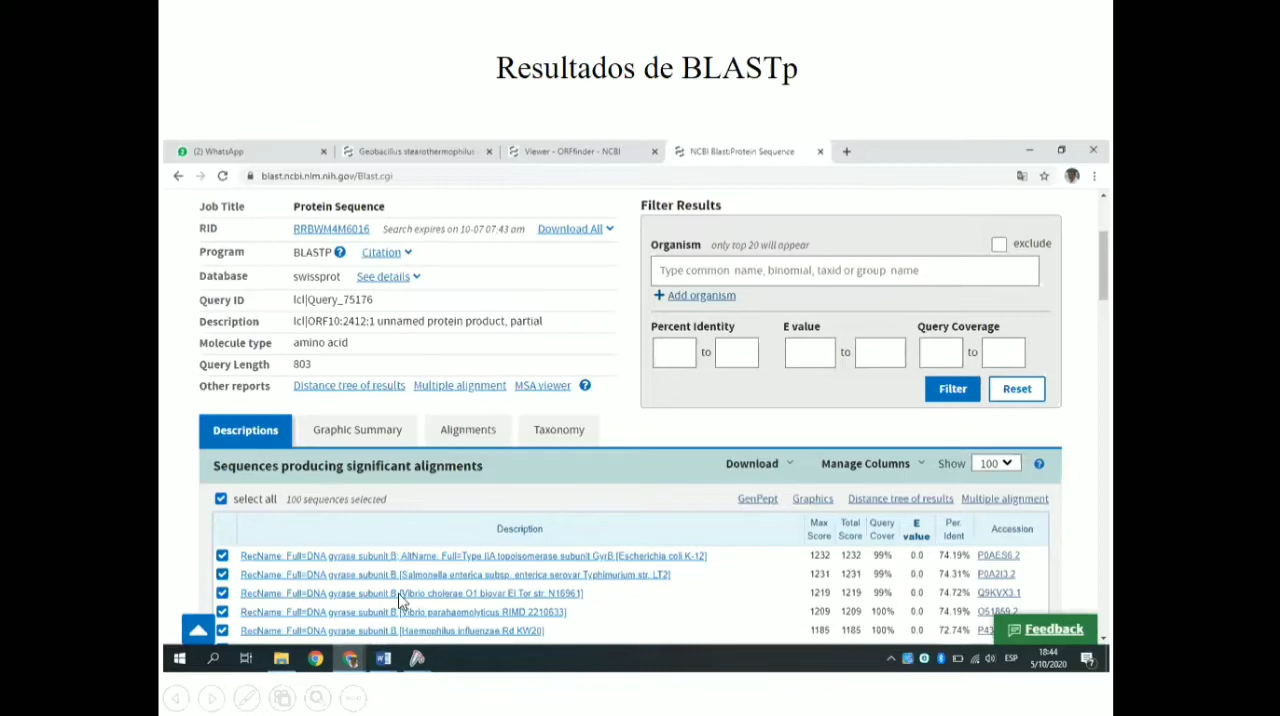 Resultados de BLASTp
(2) WhatsApp
Geobacillus stearothermophilus
Viewer - ORFfinder - NCBI
NCBI Blast:Protein Sequence
blast.ncbi.nlm.nih.gov/Blast.cgi
Job Title Protein Sequence
RID RRBWM4M6016 Search expires on 10-07 07:43 am Download All
Program BLASTP Citation
Database swissprot See details
Query ID lcl|Query_75176
Description lcl|ORF10:2412:1 unnamed protein product, partial
Molecule type amino acid
Query Length 803
Other reports Distance tree of results Multiple alignment MSA viewer
Filter Results
Organism only top 20 will appear exclude
Type common name, binomial, taxid or group name
Add organism
Percent Identity E value Query Coverage
to to to
Filter Reset
Descriptions Graphic Summary Alignments Taxonomy
Sequences producing significant alignments Download Manage Columns Show 100
select all 100 sequences selected GenPept Graphics Distance tree of results Multiple alignment
Description Max Score Total Score Query Cover E value Per. Ident Accession
RecName: Full=DNA gyrase subunit B; AltName: Full=Type IIA topoisomerase subunit GyrB [Escherichia coli K-12] 1232 1232 99% 0.0 74.19% P0AES6.2
RecName: Full=DNA gyrase subunit B [Salmonella enterica subsp. enterica serovar Typhimurium str. LT2] 1231 1231 99% 0.0 74.31% P0A2I3.2
RecName: Full=DNA gyrase subunit B [Vibrio cholerae O1 biovar El Tor str. N16961] 1219 1219 99% 0.0 74.72% Q9KVX3.1
RecName: Full=DNA gyrase subunit B [Vibrio parahaemolyticus RIMD 2210633] 1209 1209 100% 0.0 74.19% O51859.2
RecName: Full=DNA gyrase subunit B [Haemophilus influenzae Rd KW20] 1185 1185 100% 0.0 72.74%
Feedback
ESP
18:44
5/10/2020